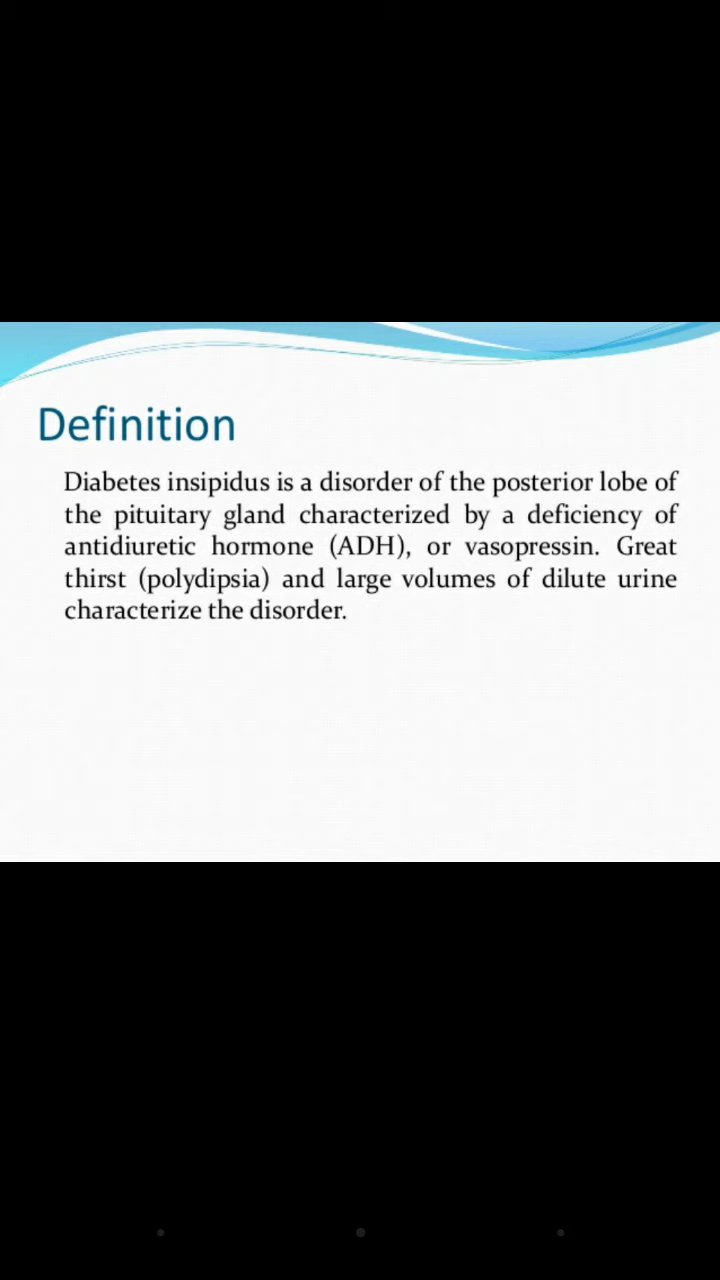 Definition
Diabetes insipidus is a disorder of the posterior lobe of
the pituitary gland characterized by a deficiency of
antidiuretic hormone (ADH), or vasopressin. Great
thirst (polydipsia) and large volumes of dilute urine
characterize the disorder.